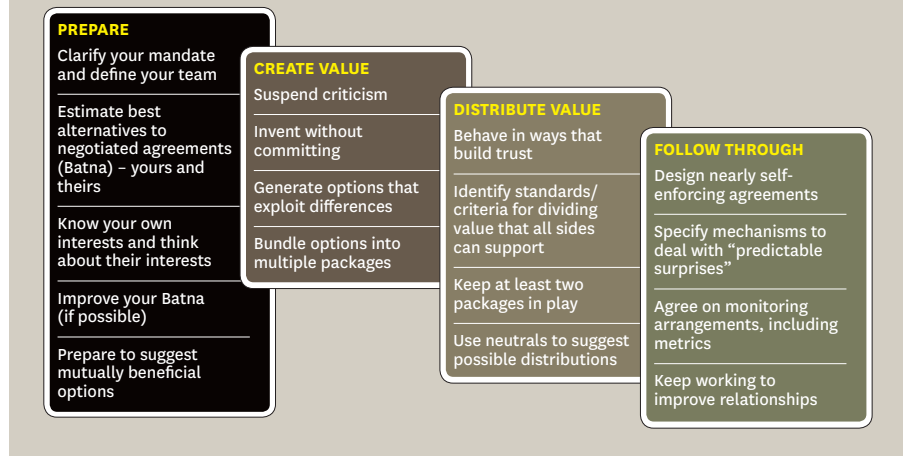 PREPARE
Clarify your mandate
and define your team
Estimate best
alternatives to
negotiated agreements
(Batna) – yours and
theirs
Know your own
interests and think
about their interests
Improve your Batna
(if possible)
Prepare to suggest
mutually beneficial
options
CREATE VALUE
Suspend criticism
Invent without
committing
Generate options that
exploit differences
Bundle options into
multiple packages
DISTRIBUTE VALUE
Behave in ways that
build trust
Identify standards/
criteria for dividing
value that all sides
can support
Keep at least two
packages in play
Use neutrals to suggest
possible distributions
FOLLOW THROUGH
Design nearly self-
enforcing agreements
Specify mechanisms to
deal with “predictable
surprises”
Agree on monitoring
arrangements, including
metrics
Keep working to
improve relationships